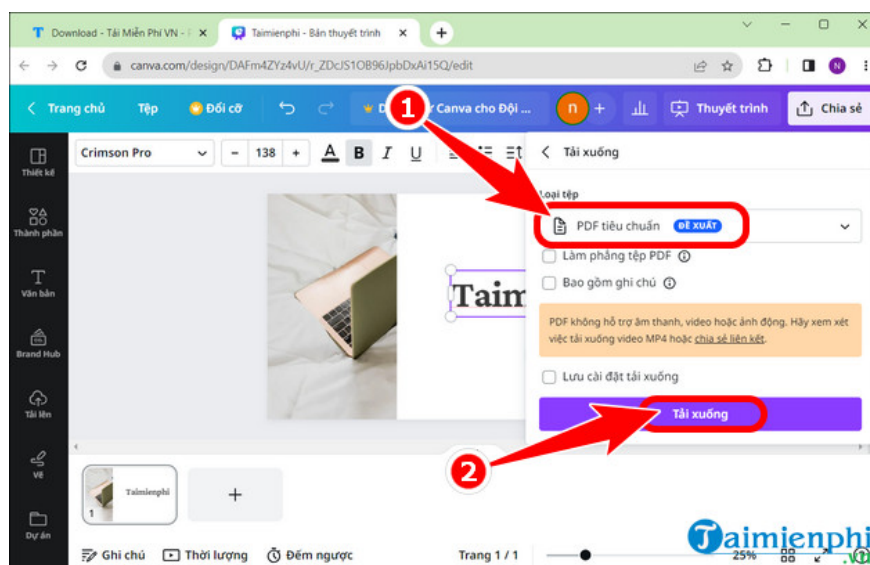 Download - Tải Miễn Phí VN - F
Taimienphi - Bản thuyết trình
canva.com/design/DAFm4ZYz4vU/r_ZDcJS1OB96JpbDxAi15Q/edit
N
Trang chủ
Tệp
Đổi cỡ
Canva cho Đội ...
n
Thuyết trình
Chia sẻ
Crimson Pro
138
A B I U
Tải xuống
Loại tệp
PDF tiêu chuẩn ĐỀ XUẤT
Làm phẳng tệp PDF
Bao gồm ghi chú
PDF không hỗ trợ âm thanh, video hoặc ảnh động. Hãy xem xét
việc tải xuống video MP4 hoặc chia sẻ liên kết.
Lưu cài đặt tải xuống
Tải xuống
1
2
Thiết kế
Thành phần
Văn bản
Brand Hub
Tải lên
Vẽ
Dự án
Taim
1
Taimienphi
Ghi chú
Thời lượng
Đếm ngược
Trang 1 / 1
25%
Taimienphi
.vn